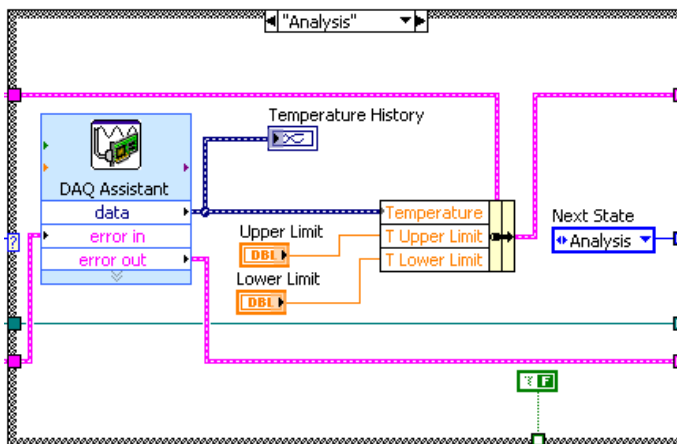 "Analysis"
Temperature History
DAQ Assistant
data
error in
error out
Upper Limit
DBL
Lower Limit
DBL
Temperature
T Upper Limit
T Lower Limit
Next State
Analysis
?
F